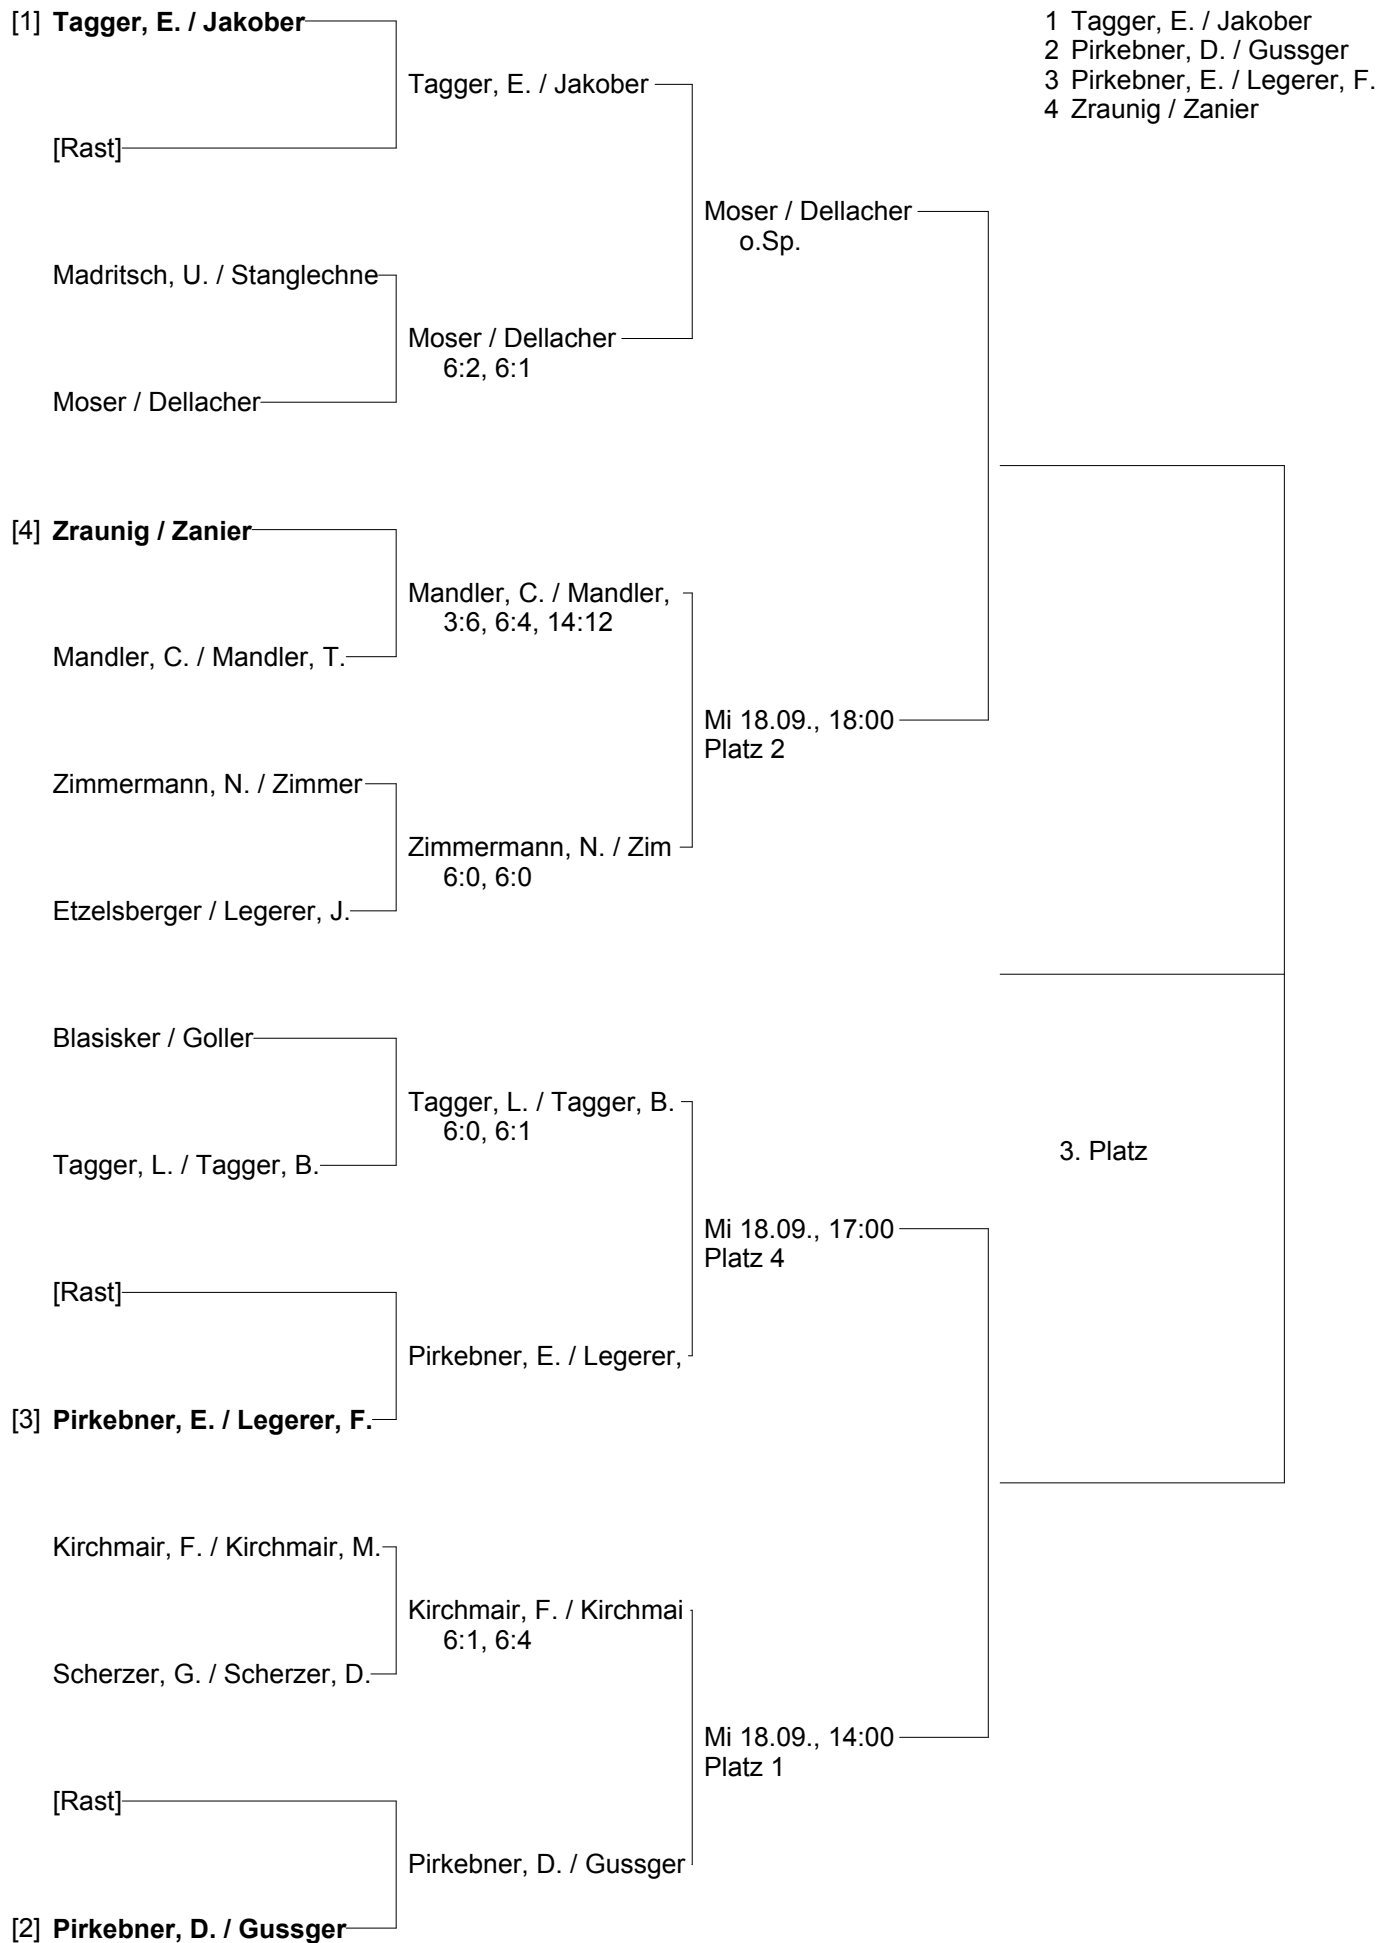 [1] Tagger, E. / Jakober
[Rast]
Madritsch, U. / Stanglechne
Moser / Dellacher
[4] Zraunig / Zanier
Mandler, C. / Mandler, T.
Zimmermann, N. / Zimmer
Etzelsberger / Legerer, J.
Blasisker / Goller
Tagger, L. / Tagger, B.
[Rast]
[3] Pirkebner, E. / Legerer, F.
Kirchmair, F. / Kirchmair, M.
Scherzer, G. / Scherzer, D.
[Rast]
[2] Pirkebner, D. / Gussger
Tagger, E. / Jakober
Moser / Dellacher
6:2, 6:1
Mandler, C. / Mandler,
3:6, 6:4, 14:12
Zimmermann, N. / Zim
6:0, 6:0
Tagger, L. / Tagger, B.
6:0, 6:1
Pirkebner, E. / Legerer,
Kirchmair, F. / Kirchmai
6:1, 6:4
Pirkebner, D. / Gussger
Moser / Dellacher
o.Sp.
Mi 18.09., 18:00
Platz 2
Mi 18.09., 17:00
Platz 4
Mi 18.09., 14:00
Platz 1
3. Platz
1 Tagger, E. / Jakober
2 Pirkebner, D. / Gussger
3 Pirkebner, E. / Legerer, F.
4 Zraunig / Zanier